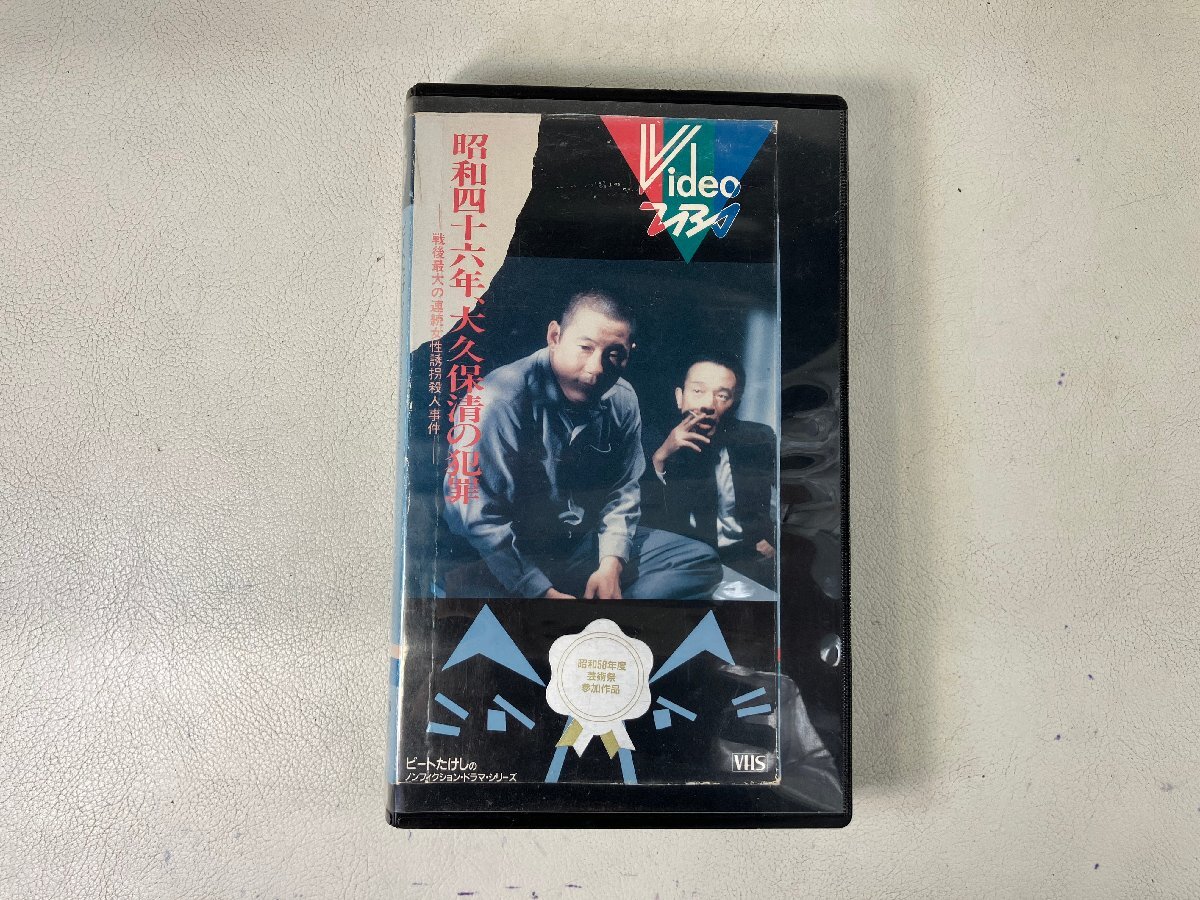 昭和四十六年、大久保清の犯罪
──戦後最大の連続女性誘拐殺人事件──
Video
TBS
昭和58年度
芸術祭
参加作品
ビートたけしの
ノンフィクション・ドラマ・シリーズ
VHS